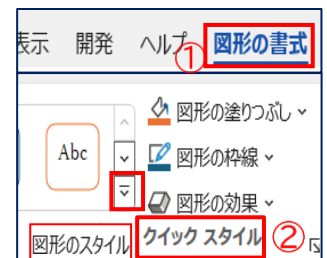 表示 開発 ヘルプ 図形の書式
①
Abc
図形の塗りつぶし
図形の枠線
図形の効果
図形のスタイル クイック スタイル ②